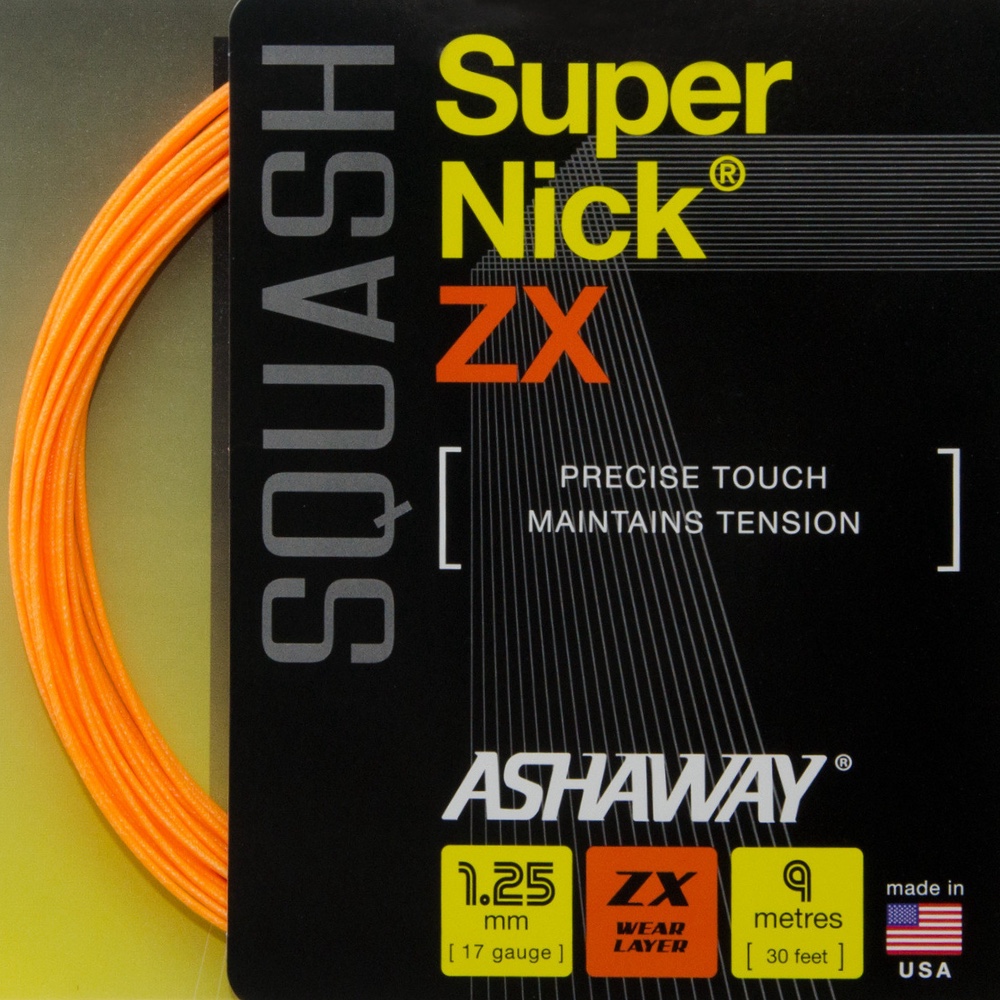 SQUASH
Super
Nick®
ZX
[ PRECISE TOUCH
MAINTAINS TENSION ]
ASHAWAY®
1.25
mm
[ 17 gauge ]
ZX
WEAR
LAYER
9
metres
[ 30 feet ]
made in
USA